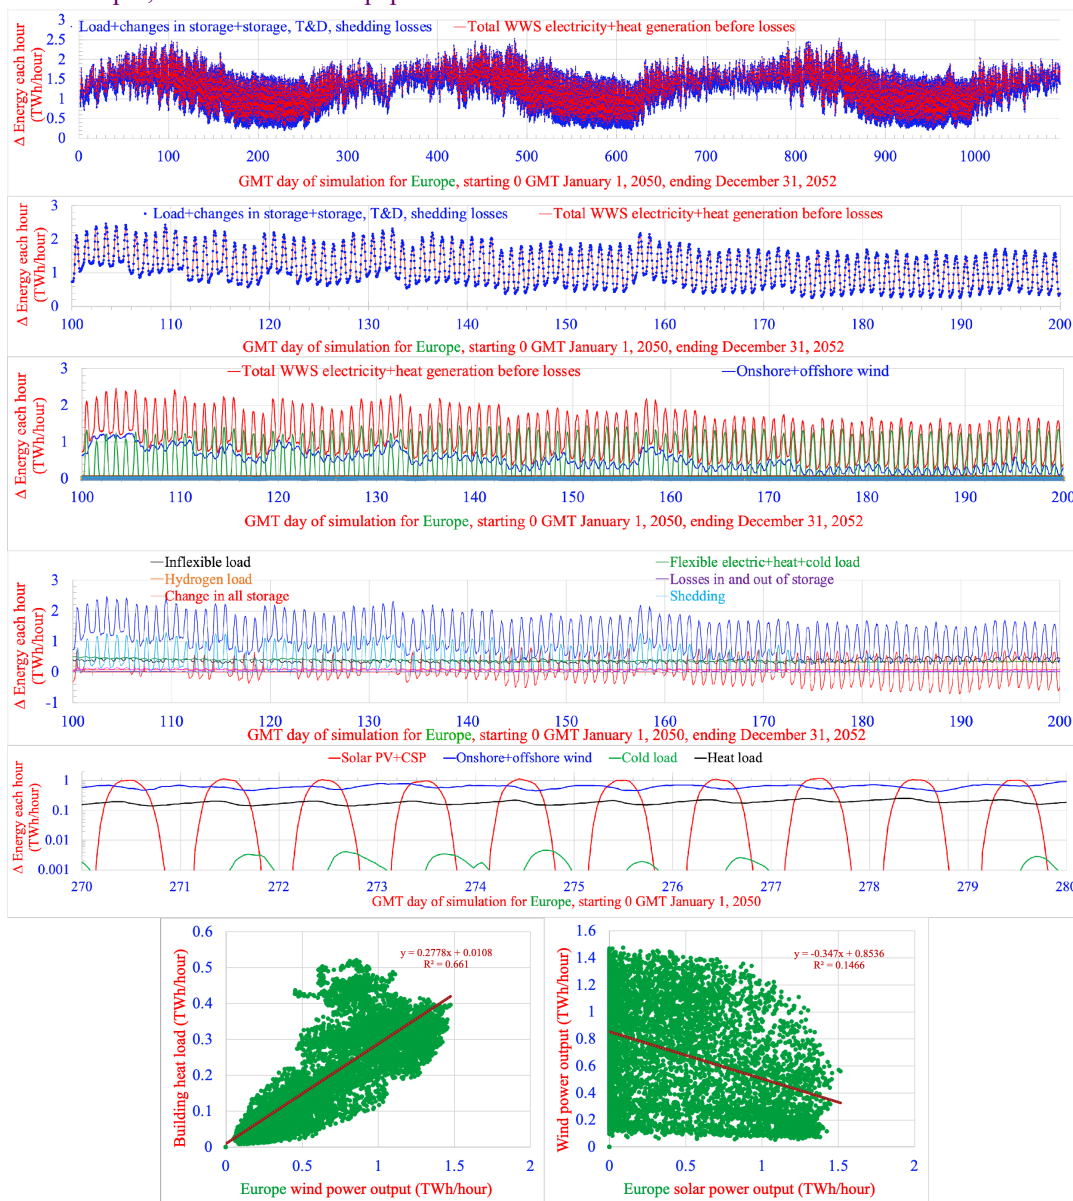 Load+changes in storage+storage, T&D, shedding losses —Total WWS electricity+heat generation before losses
Δ Energy each hour
(TWh/hour)
3
2.5
2
1.5
1
0.5
0
0 100 200 300 400 500 600 700 800 900 1000
GMT day of simulation for Europe, starting 0 GMT January 1, 2050, ending December 31, 2052
Load+changes in storage+storage, T&D, shedding losses —Total WWS electricity+heat generation before losses
Δ Energy each hour
(TWh/hour)
3
2
1
0
100 110 120 130 140 150 160 170 180 190 200
GMT day of simulation for Europe, starting 0 GMT January 1, 2050, ending December 31, 2052
—Total WWS electricity+heat generation before losses —Onshore+offshore wind
Δ Energy each hour
(TWh/hour)
3
2
1
0
100 110 120 130 140 150 160 170 180 190 200
GMT day of simulation for Europe, starting 0 GMT January 1, 2050, ending December 31, 2052
—Inflexible load —Flexible electric+heat+cold load
—Hydrogen load —Losses in and out of storage
—Change in all storage —Shedding
Δ Energy each hour
(TWh/hour)
3
2
1
0
-1
100 110 120 130 140 150 160 170 180 190 200
GMT day of simulation for Europe, starting 0 GMT January 1, 2050, ending December 31, 2052
—Solar PV+CSP —Onshore+offshore wind —Cold load —Heat load
Δ Energy each hour
(TWh/hour)
1
0.1
0.01
0.001
270 271 272 273 274 275 276 277 278 279 280
GMT day of simulation for Europe, starting 0 GMT January 1, 2050
Building heat load (TWh/hour)
0.6
0.5
0.4
0.3
0.2
0.1
0
y = 0.2778x + 0.0108
R² = 0.661
0 0.5 1 1.5 2
Europe wind power output (TWh/hour)
Wind power output (TWh/hour)
1.6
1.4
1.2
1
0.8
0.6
0.4
0.2
0
y = -0.347x + 0.8536
R² = 0.1466
0 0.5 1 1.5 2
Europe solar power output (TWh/hour)